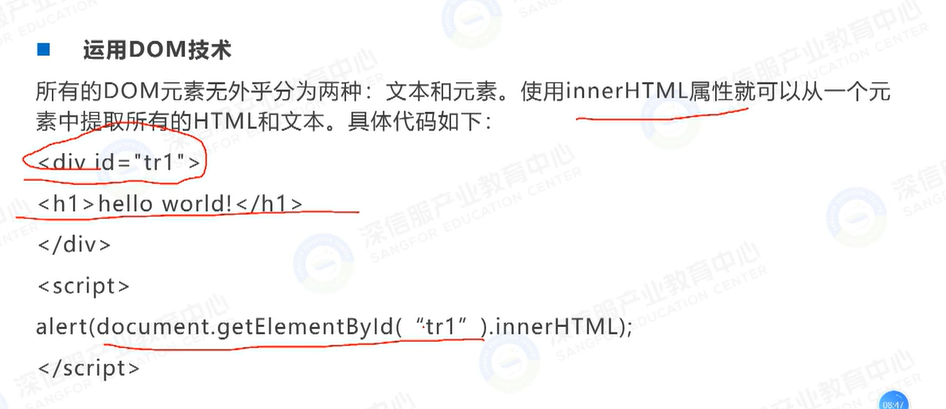 运用DOM技术
所有的DOM元素无外乎分为两种：文本和元素。使用innerHTML属性就可以从一个元
素中提取所有的HTML和文本。具体代码如下：
<div id="tr1">
<h1>hello world!</h1>
</div>
<script>
alert(document.getElementById(“tr1”).innerHTML);
</script>
深信服产业教育中心
SANGFOR EDUCATION CENTER
08:47